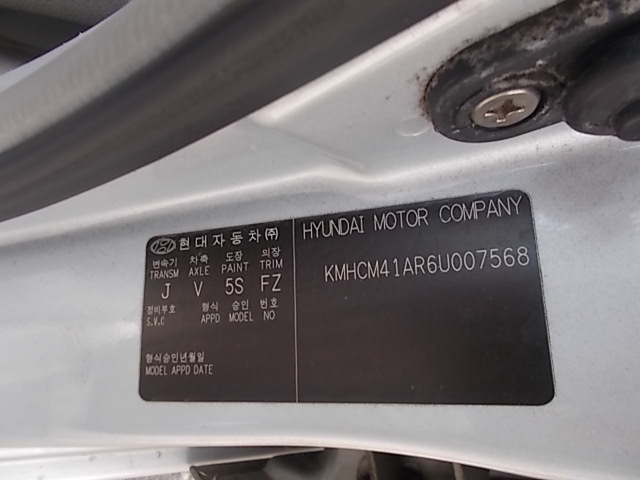 현대자동차㈜
변속기 차축 도장 의장
TRANSM AXLE PAINT TRIM
J V 5S FZ
정비부호 형식 승인 번호
S.V.C APPD MODEL NO
형식승인년월일
MODEL APPD DATE
HYUNDAI MOTOR COMPANY
KMHCM41AR6U007568